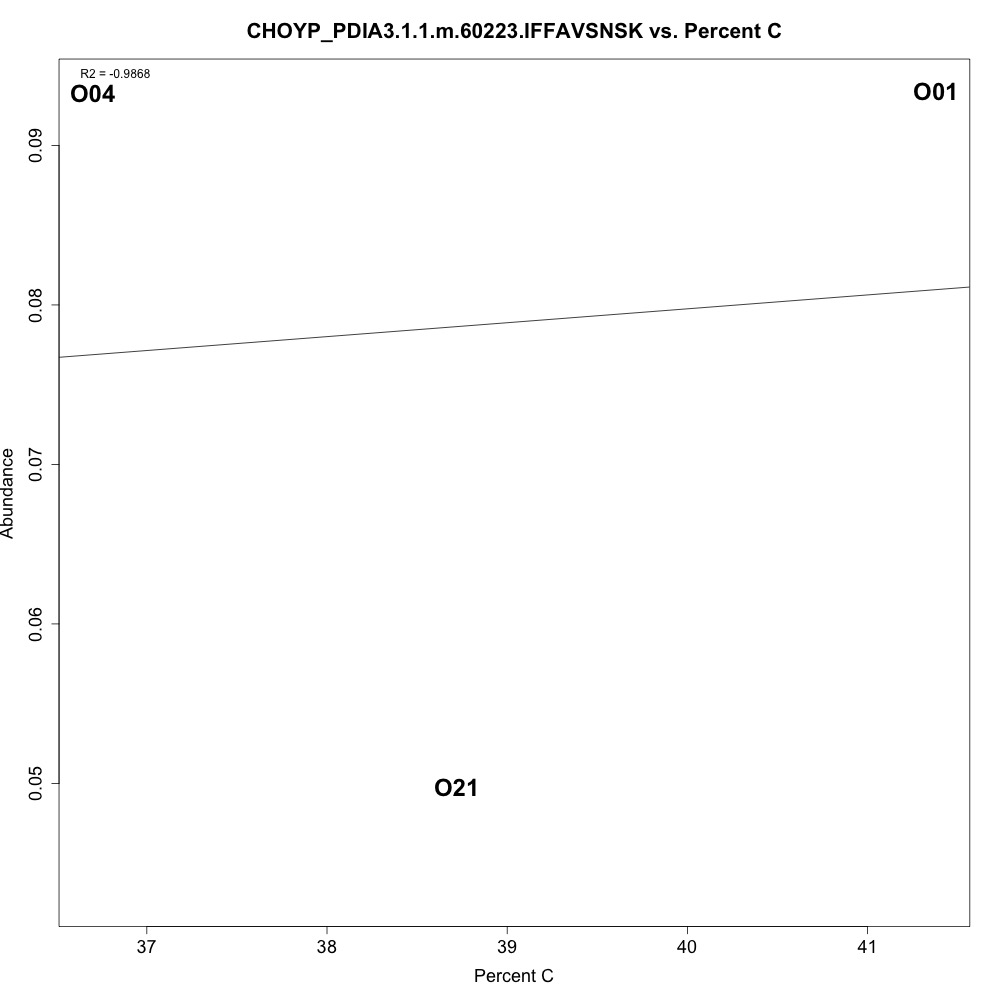 CHOYP_PDIA3.1.1.m.60223.IFFAVSNSK vs. Percent C
R2 = -0.9868
O04
O01
0.09
0.08
0.07
Abundance
0.06
0.05
O21
37 38 39 40 41
Percent C